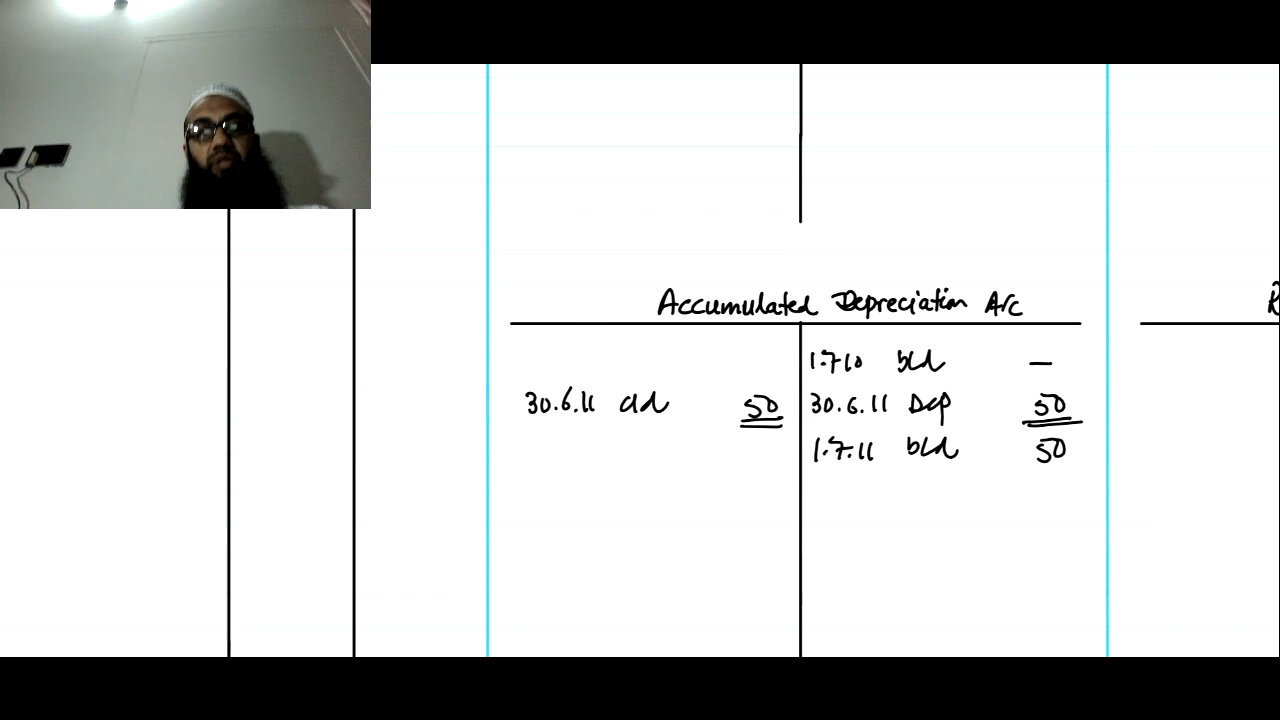 Accumulated Depreciation A/c
1.7.10 b/d —
30.6.11 c/d 50 30.6.11 Dep 50
1.7.11 b/d 50
R